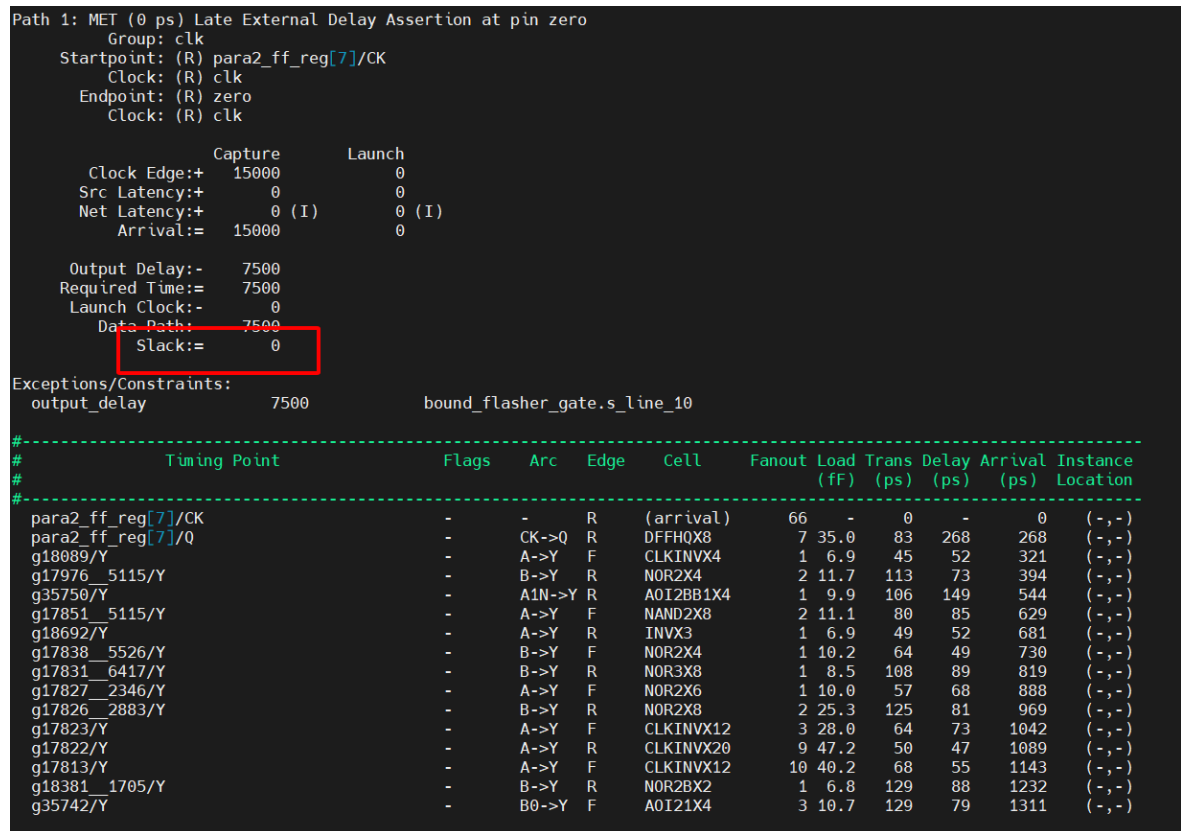 Path 1: MET (0 ps) Late External Delay Assertion at pin zero
Group: clk
Startpoint: (R) para2_ff_reg[7]/CK
Clock: (R) clk
Endpoint: (R) zero
Clock: (R) clk
Capture Launch
Clock Edge:+ 15000 0
Src Latency:+ 0 0
Net Latency:+ 0 (I) 0 (I)
Arrival:= 15000 0
Output Delay:- 7500
Required Time:= 7500
Launch Clock:- 0
Data Path:- 7500
Slack:= 0
Exceptions/Constraints:
output_delay 7500 bound_flasher_gate.s_line_10
#-----------------------------------------------------------------------------------------------------------------------
# Timing Point Flags Arc Edge Cell Fanout Load Trans Delay Arrival Instance
# (fF) (ps) (ps) (ps) Location
#-----------------------------------------------------------------------------------------------------------------------
para2_ff_reg[7]/CK - - R (arrival) 66 - 0 - 0 (-,-)
para2_ff_reg[7]/Q - CK->Q R DFFHQX8 7 35.0 83 268 268 (-,-)
g18089/Y - A->Y F CLKINVX4 1 6.9 45 52 321 (-,-)
g17976__5115/Y - B->Y R NOR2X4 2 11.7 113 73 394 (-,-)
g35750/Y - A1N->Y R AOI2BB1X4 1 9.9 106 149 544 (-,-)
g17851__5115/Y - A->Y F NAND2X8 2 11.1 80 85 629 (-,-)
g18692/Y - A->Y R INVX3 1 6.9 49 52 681 (-,-)
g17838__5526/Y - B->Y F NOR2X4 1 10.2 64 49 730 (-,-)
g17831__6417/Y - B->Y R NOR3X8 1 8.5 108 89 819 (-,-)
g17827__2346/Y - A->Y F NOR2X6 1 10.0 57 68 888 (-,-)
g17826__2883/Y - B->Y R NOR2X8 2 25.3 125 81 969 (-,-)
g17823/Y - A->Y F CLKINVX12 3 28.0 64 73 1042 (-,-)
g17822/Y - A->Y R CLKINVX20 9 47.2 50 47 1089 (-,-)
g17813/Y - A->Y F CLKINVX12 10 40.2 68 55 1143 (-,-)
g18381__1705/Y - B->Y R NOR2BX2 1 6.8 129 88 1232 (-,-)
g35742/Y - B0->Y F AOI21X4 3 10.7 129 79 1311 (-,-)